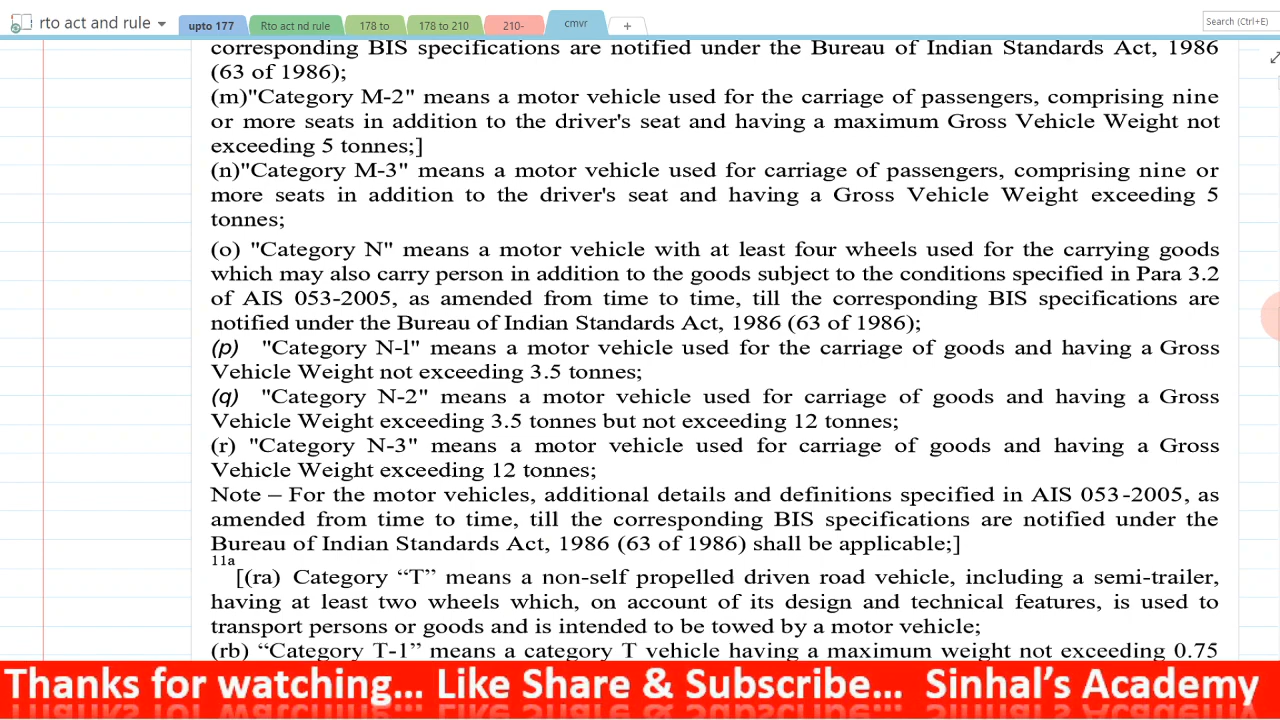 rto act and rule
upto 177
Rto act nd rule
178 to
178 to 210
210-
cmvr
+
Search (Ctrl+E)
corresponding BIS specifications are notified under the Bureau of Indian Standards Act, 1986
(63 of 1986);
(m)"Category M-2" means a motor vehicle used for the carriage of passengers, comprising nine
or more seats in addition to the driver's seat and having a maximum Gross Vehicle Weight not
exceeding 5 tonnes;]
(n)"Category M-3" means a motor vehicle used for carriage of passengers, comprising nine or
more seats in addition to the driver's seat and having a Gross Vehicle Weight exceeding 5
tonnes;
(o) "Category N" means a motor vehicle with at least four wheels used for the carrying goods
which may also carry person in addition to the goods subject to the conditions specified in Para 3.2
of AIS 053-2005, as amended from time to time, till the corresponding BIS specifications are
notified under the Bureau of Indian Standards Act, 1986 (63 of 1986);
(p) "Category N-l" means a motor vehicle used for the carriage of goods and having a Gross
Vehicle Weight not exceeding 3.5 tonnes;
(q) "Category N-2" means a motor vehicle used for carriage of goods and having a Gross
Vehicle Weight exceeding 3.5 tonnes but not exceeding 12 tonnes;
(r) "Category N-3" means a motor vehicle used for carriage of goods and having a Gross
Vehicle Weight exceeding 12 tonnes;
Note – For the motor vehicles, additional details and definitions specified in AIS 053-2005, as
amended from time to time, till the corresponding BIS specifications are notified under the
Bureau of Indian Standards Act, 1986 (63 of 1986) shall be applicable;]
11a
[(ra) Category “T” means a non-self propelled driven road vehicle, including a semi-trailer,
having at least two wheels which, on account of its design and technical features, is used to
transport persons or goods and is intended to be towed by a motor vehicle;
(rb) “Category T-1” means a category T vehicle having a maximum weight not exceeding 0.75
Thanks for watching... Like Share & Subscribe... Sinhal’s Academy